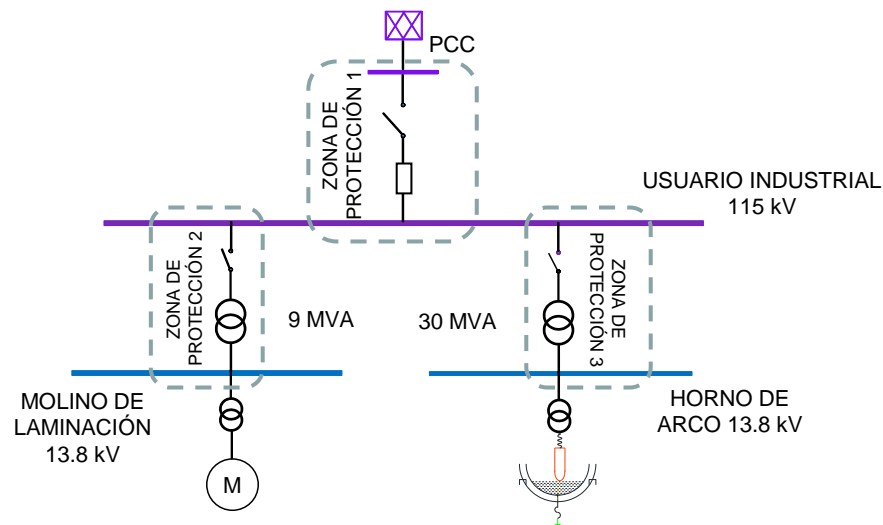 PCC
ZONA DE
PROTECCIÓN 1
USUARIO INDUSTRIAL
115 kV
ZONA DE
PROTECCIÓN 2
9 MVA
30 MVA
ZONA DE
PROTECCIÓN 3
MOLINO DE
LAMINACIÓN
13.8 kV
HORNO DE
ARCO 13.8 kV
M